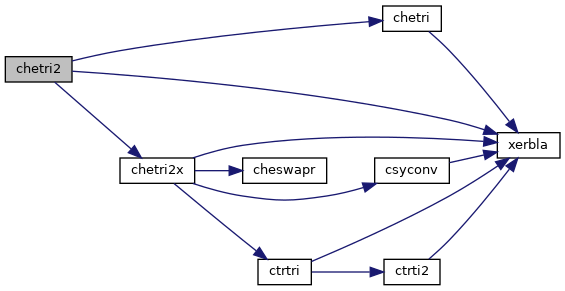 chetri
chetri2
xerbla
chetri2x
cheswapr
csyconv
ctrtri
ctrti2